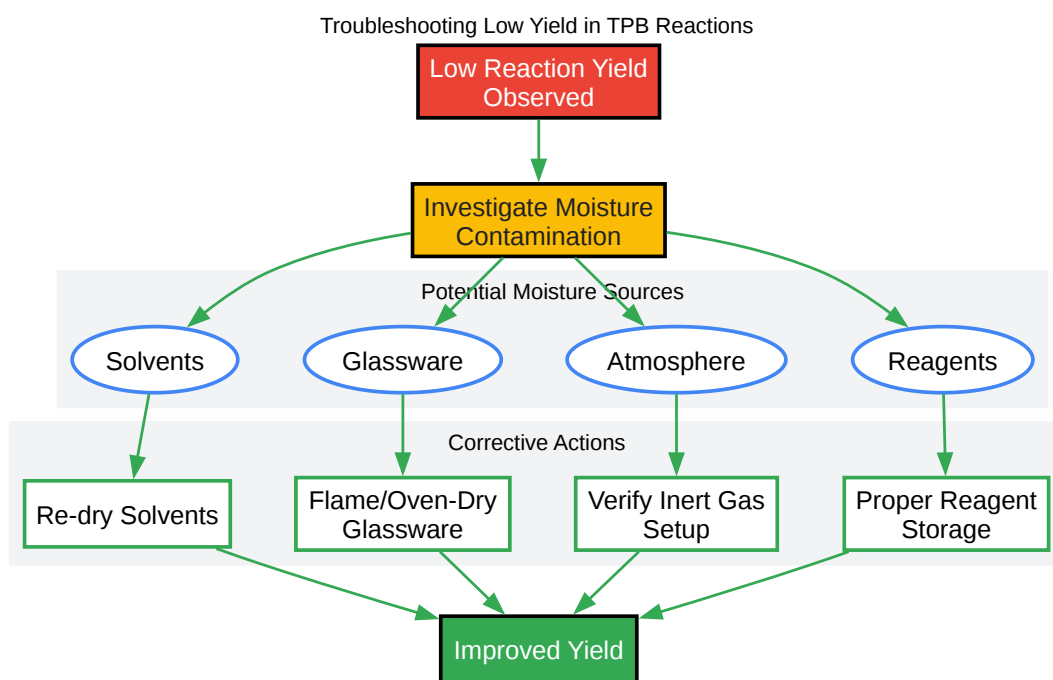 Troubleshooting Low Yield in TPB Reactions
Low Reaction Yield
Observed
Investigate Moisture
Contamination
Potential Moisture Sources
Solvents
Glassware
Atmosphere
Reagents
Corrective Actions
Re-dry Solvents
Flame/Oven-Dry
Glassware
Verify Inert Gas
Setup
Proper Reagent
Storage
Improved Yield